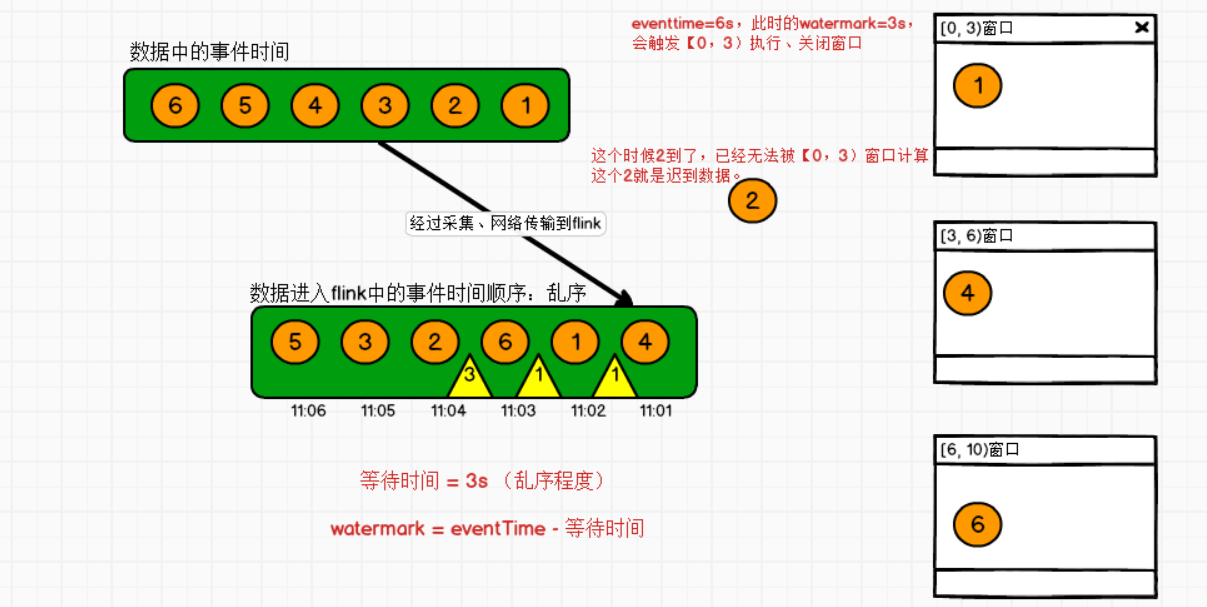 eventtime=6s，此时的watermark=3s，
会触发【0，3）执行、关闭窗口
数据中的事件时间
6 5 4 3 2 1
[0, 3)窗口
1
这个时候2到了，已经无法被【0，3）窗口计算
这个2就是迟到数据。
2
经过采集、网络传输到flink
[3, 6)窗口
4
数据进入flink中的事件时间顺序：乱序
5 3 2 6 1 4
3 1 1
11:06 11:05 11:04 11:03 11:02 11:01
[6, 10)窗口
6
等待时间 = 3s （乱序程度）
watermark = eventTime - 等待时间